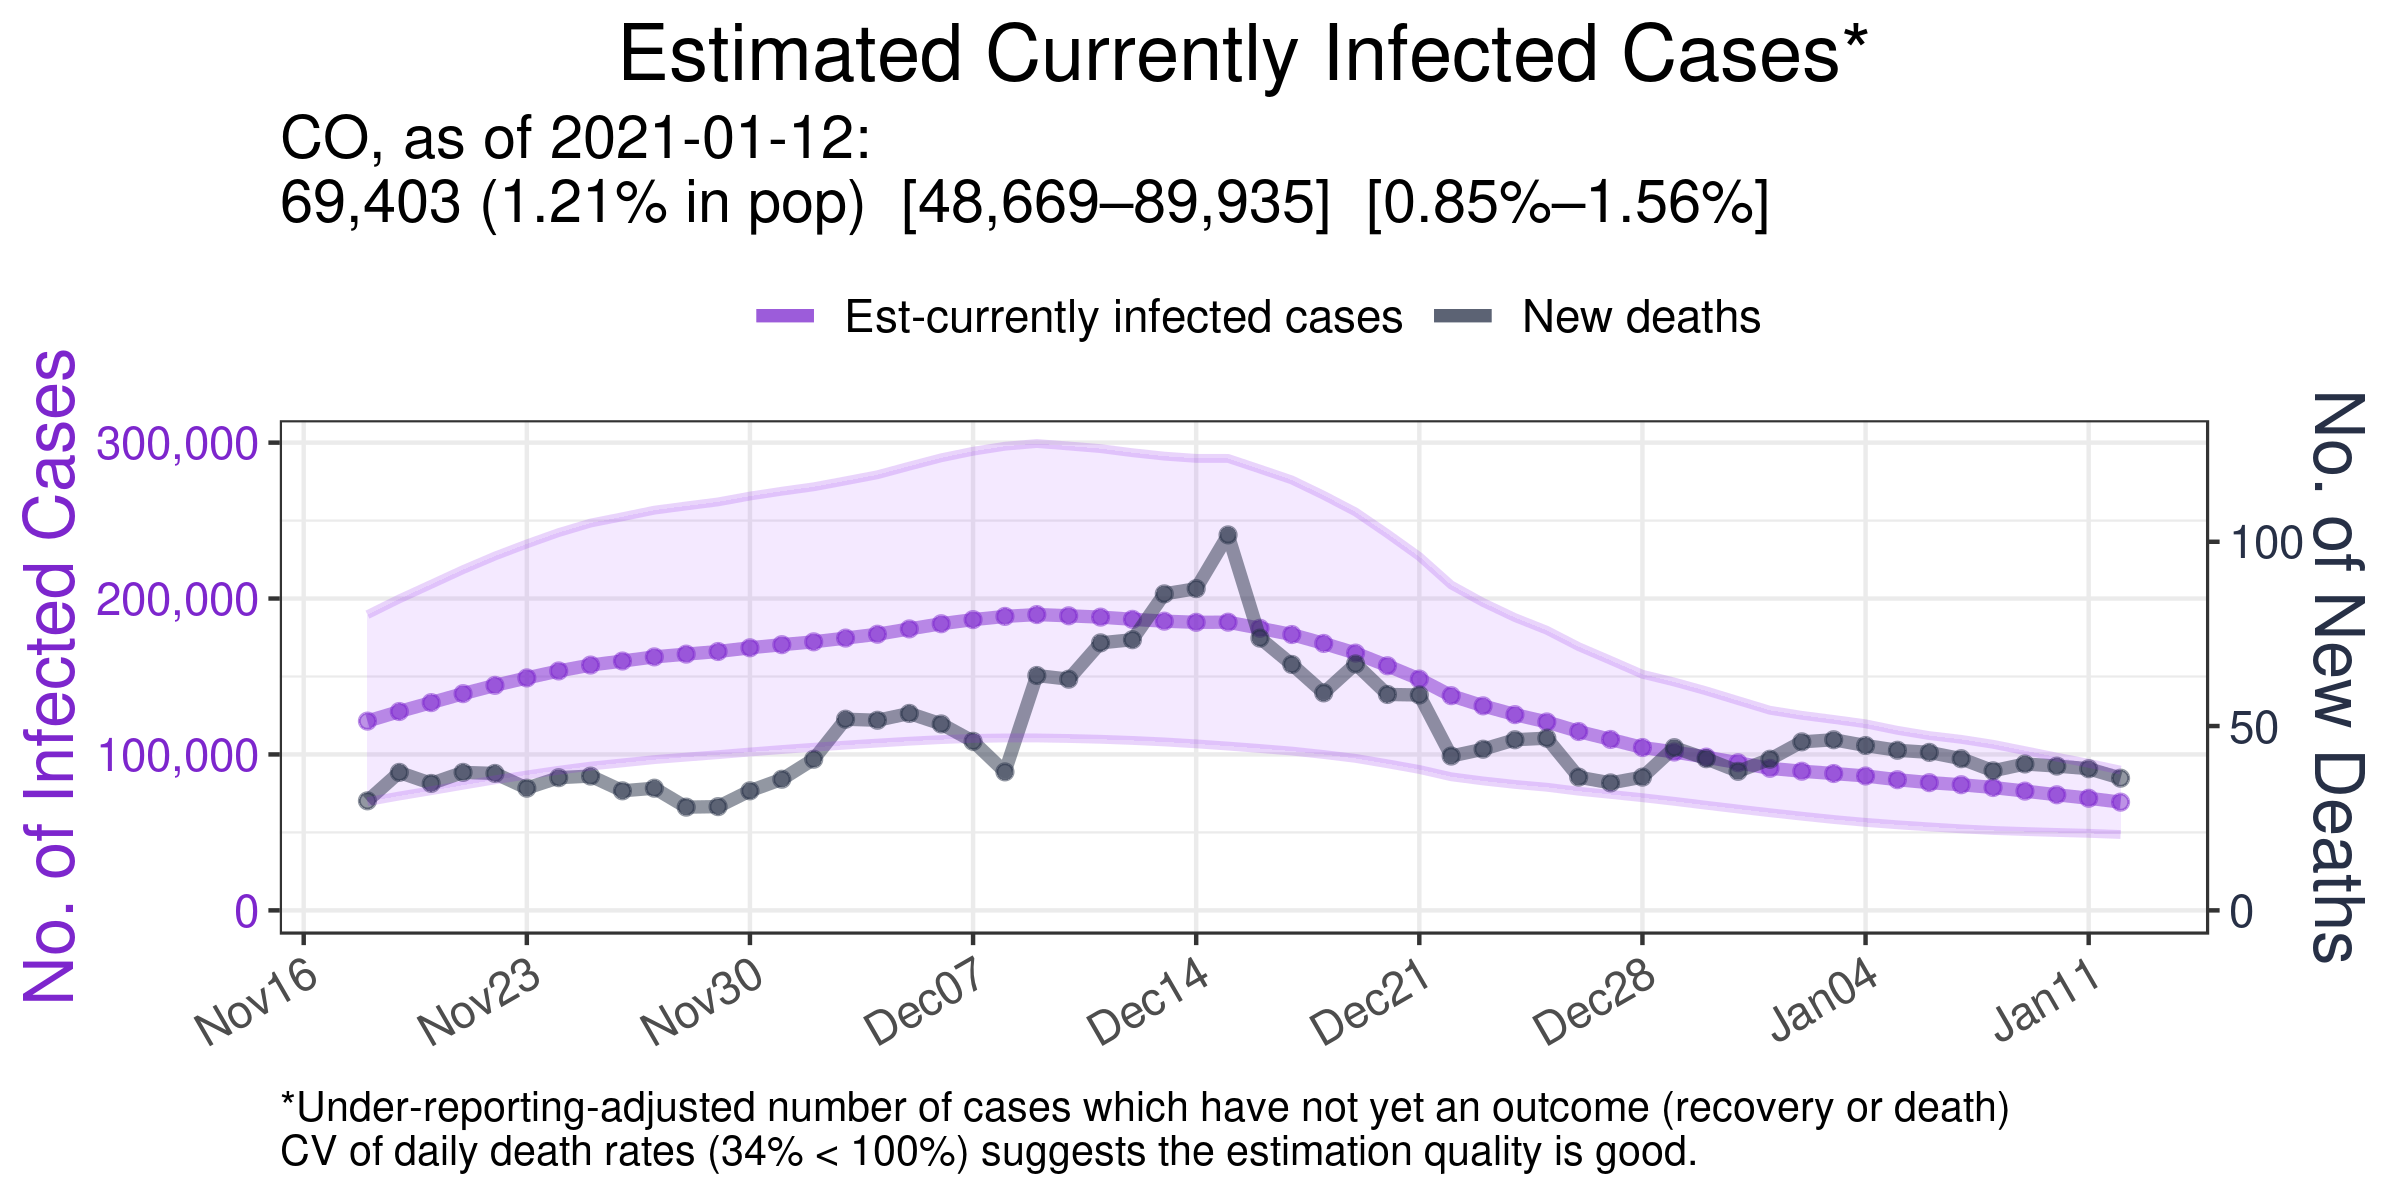 Estimated Currently Infected Cases*
CO, as of 2021-01-12:
69,403 (1.21% in pop)  [48,669–89,935]  [0.85%–1.56%]
Est-currently infected cases
New deaths
No. of Infected Cases
300,000
200,000
100,000
0
No. of New Deaths
100
50
0
Nov16
Nov23
Nov30
Dec07
Dec14
Dec21
Dec28
Jan04
Jan11
*Under-reporting-adjusted number of cases which have not yet an outcome (recovery or death)
CV of daily death rates (34% < 100%) suggests the estimation quality is good.